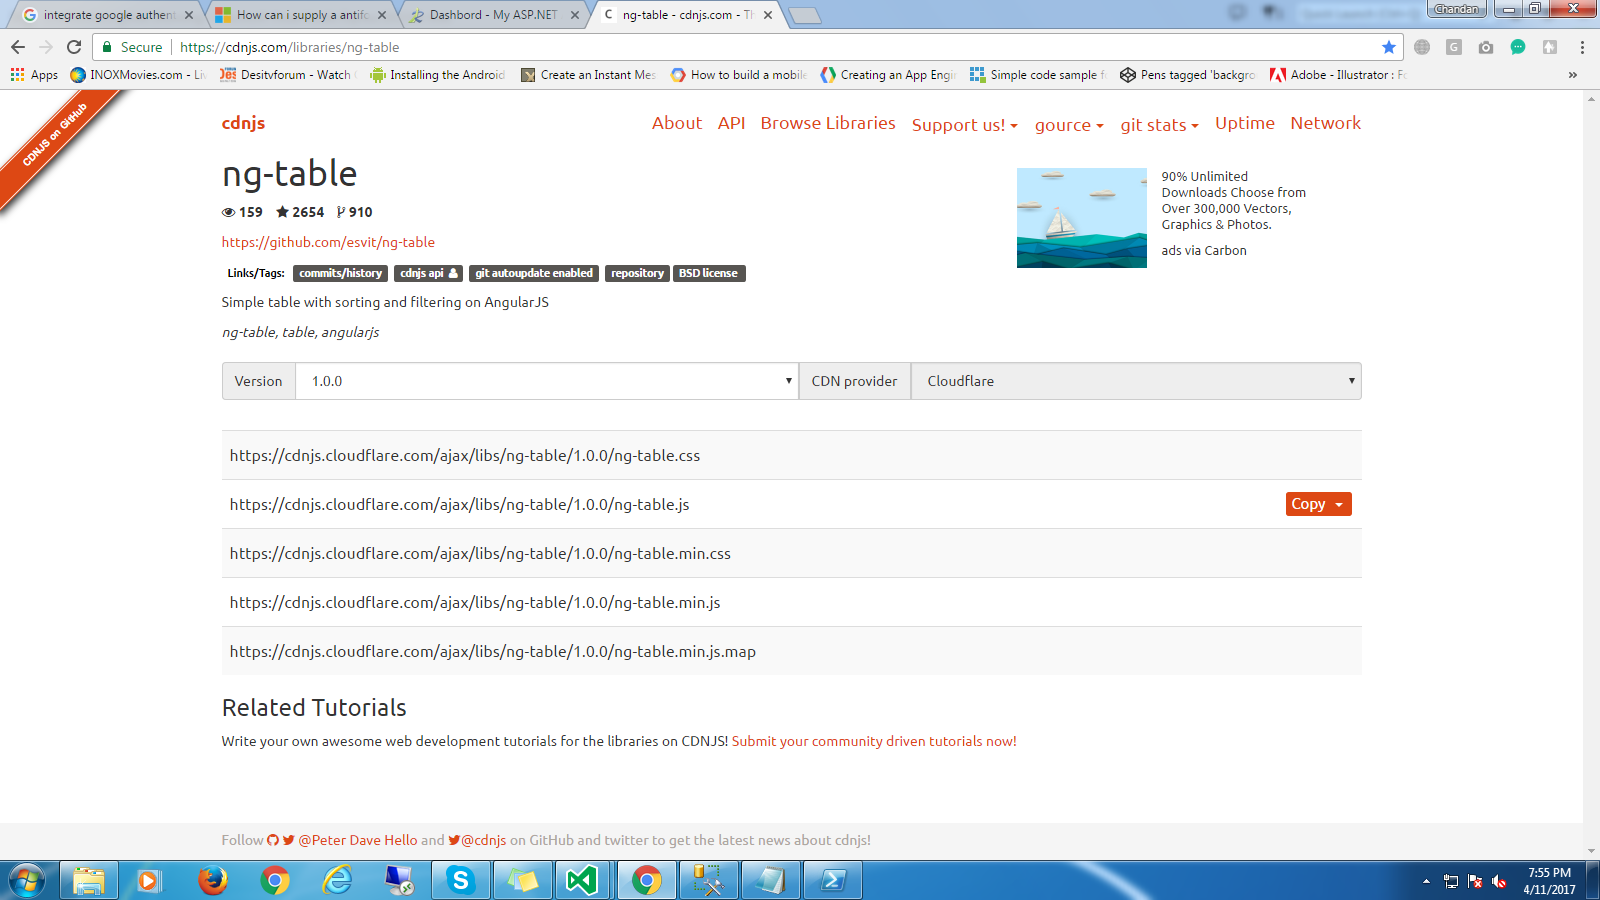 integrate google authent
How can i supply a antifo
Dashbord - My ASP.NET
ng-table - cdnjs.com - Th
Chandan
Secure
https://cdnjs.com/libraries/ng-table
Apps
INOXMovies.com - Liv
Desitvforum - Watch
Installing the Android
Create an Instant Mes
How to build a mobile
Creating an App Engi
Simple code sample f
Pens tagged 'backgro
Adobe - Illustrator : Fo
CDNJS on GitHub
cdnjs
About API Browse Libraries Support us! gource git stats Uptime Network
ng-table
159 2654 910
https://github.com/esvit/ng-table
Links/Tags: commits/history cdnjs api git autoupdate enabled repository BSD license
Simple table with sorting and filtering on AngularJS
ng-table, table, angularjs
90% Unlimited
Downloads Choose from
Over 300,000 Vectors,
Graphics & Photos.
ads via Carbon
Version 1.0.0 CDN provider Cloudflare
https://cdnjs.cloudflare.com/ajax/libs/ng-table/1.0.0/ng-table.css
https://cdnjs.cloudflare.com/ajax/libs/ng-table/1.0.0/ng-table.js
Copy
https://cdnjs.cloudflare.com/ajax/libs/ng-table/1.0.0/ng-table.min.css
https://cdnjs.cloudflare.com/ajax/libs/ng-table/1.0.0/ng-table.min.js
https://cdnjs.cloudflare.com/ajax/libs/ng-table/1.0.0/ng-table.min.js.map
Related Tutorials
Write your own awesome web development tutorials for the libraries on CDNJS! Submit your community driven tutorials now!
Follow @Peter Dave Hello and @cdnjs on GitHub and twitter to get the latest news about cdnjs!
7:55 PM
4/11/2017